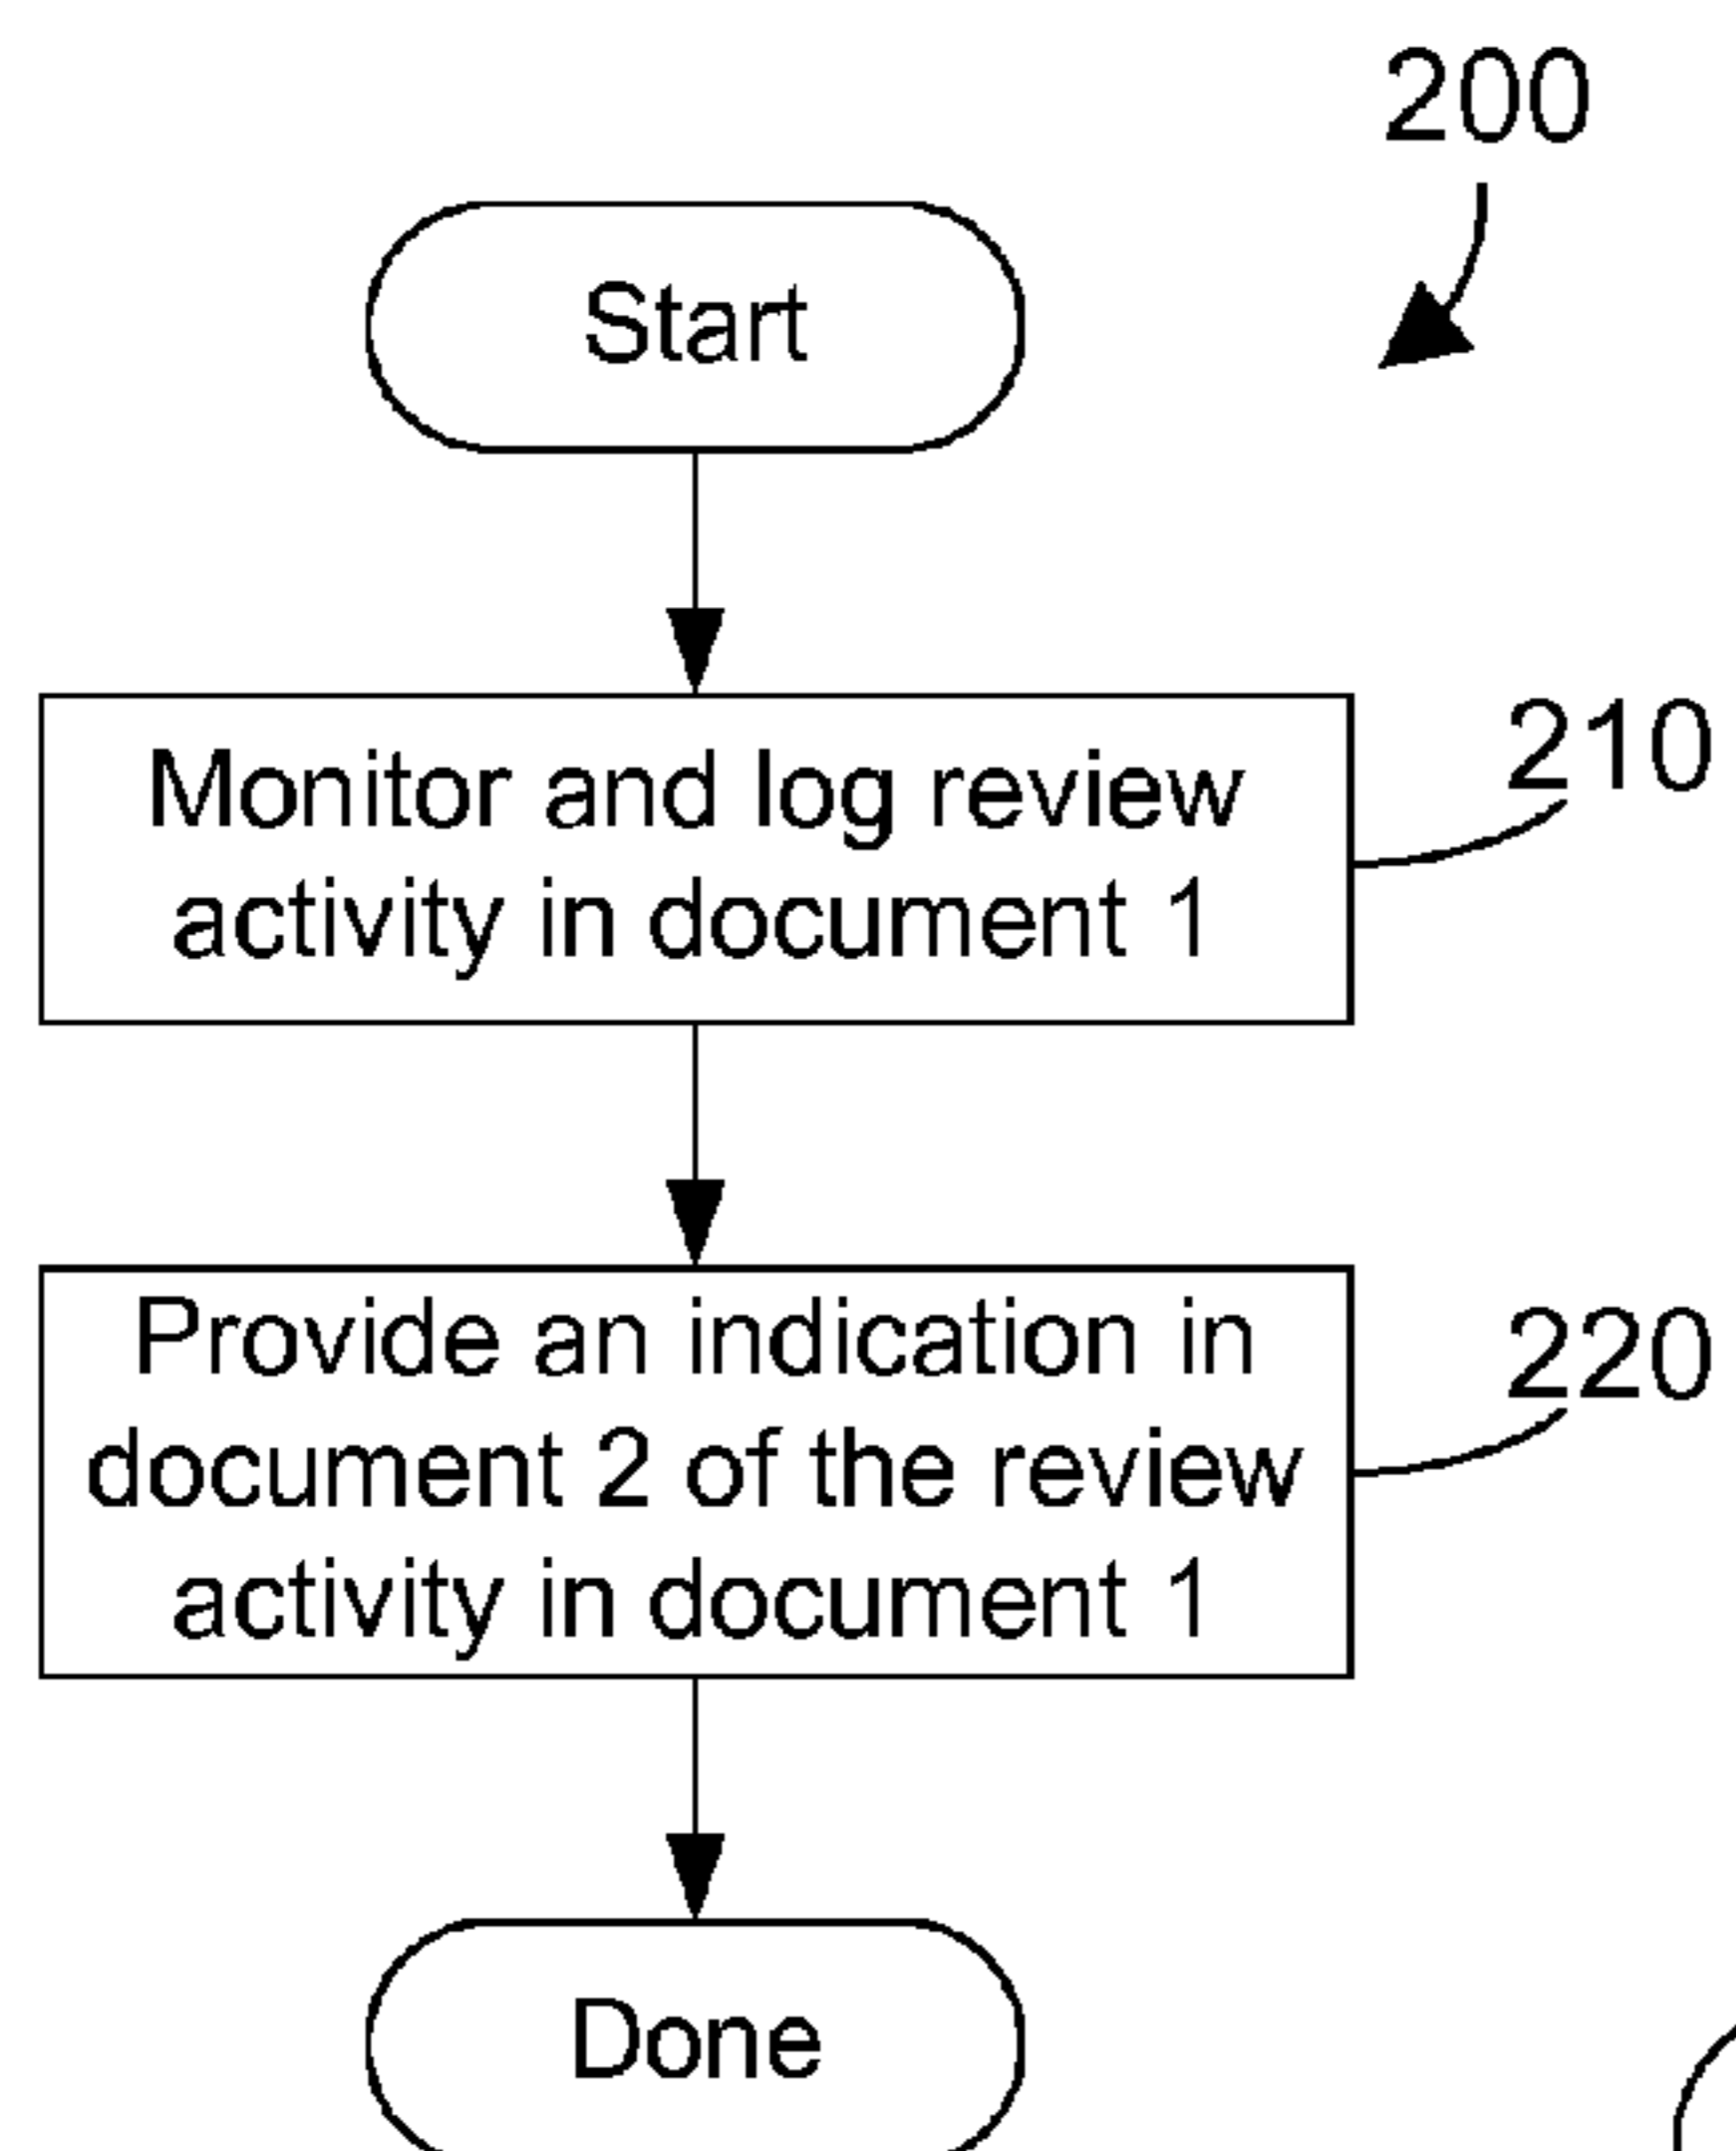 200
Start
Monitor and log review
activity in document 1
210
Provide an indication in
document 2 of the review
activity in document 1
220
Done